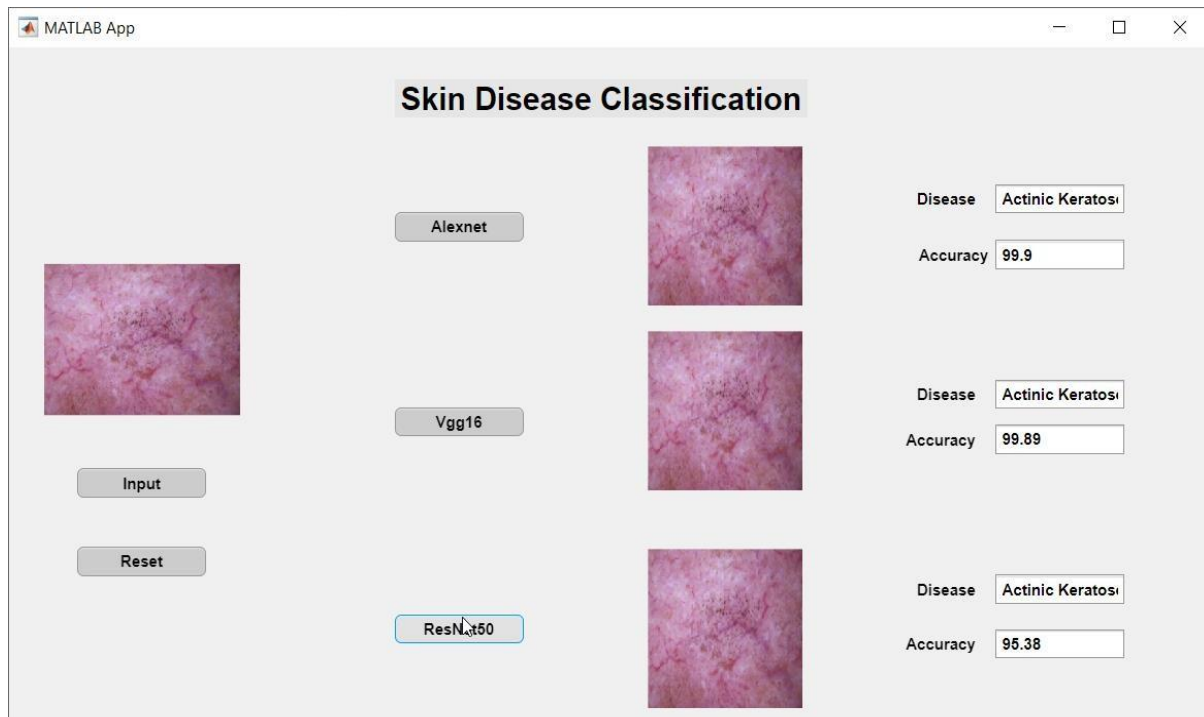 MATLAB App
Skin Disease Classification
Alexnet
Disease
Actinic Keratos
Accuracy
99.9
Input
Reset
Vgg16
Disease
Actinic Keratos
Accuracy
99.89
ResNet50
Disease
Actinic Keratos
Accuracy
95.38